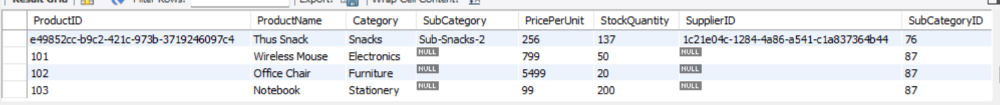 Result Grid Filter Rows: Export: Wrap Cell Content:
ProductID ProductName Category SubCategory PricePerUnit StockQuantity SupplierID SubCategoryID
e49852cc-b9c2-421c-973b-3719246097c4 Thus Snack Snacks Sub-Snacks-2 256 137 1c21e04c-1284-4a86-a541-c1a837364b44 76
101 Wireless Mouse Electronics NULL 799 50 NULL 87
102 Office Chair Furniture NULL 5499 20 NULL 87
103 Notebook Stationery NULL 99 200 NULL 87